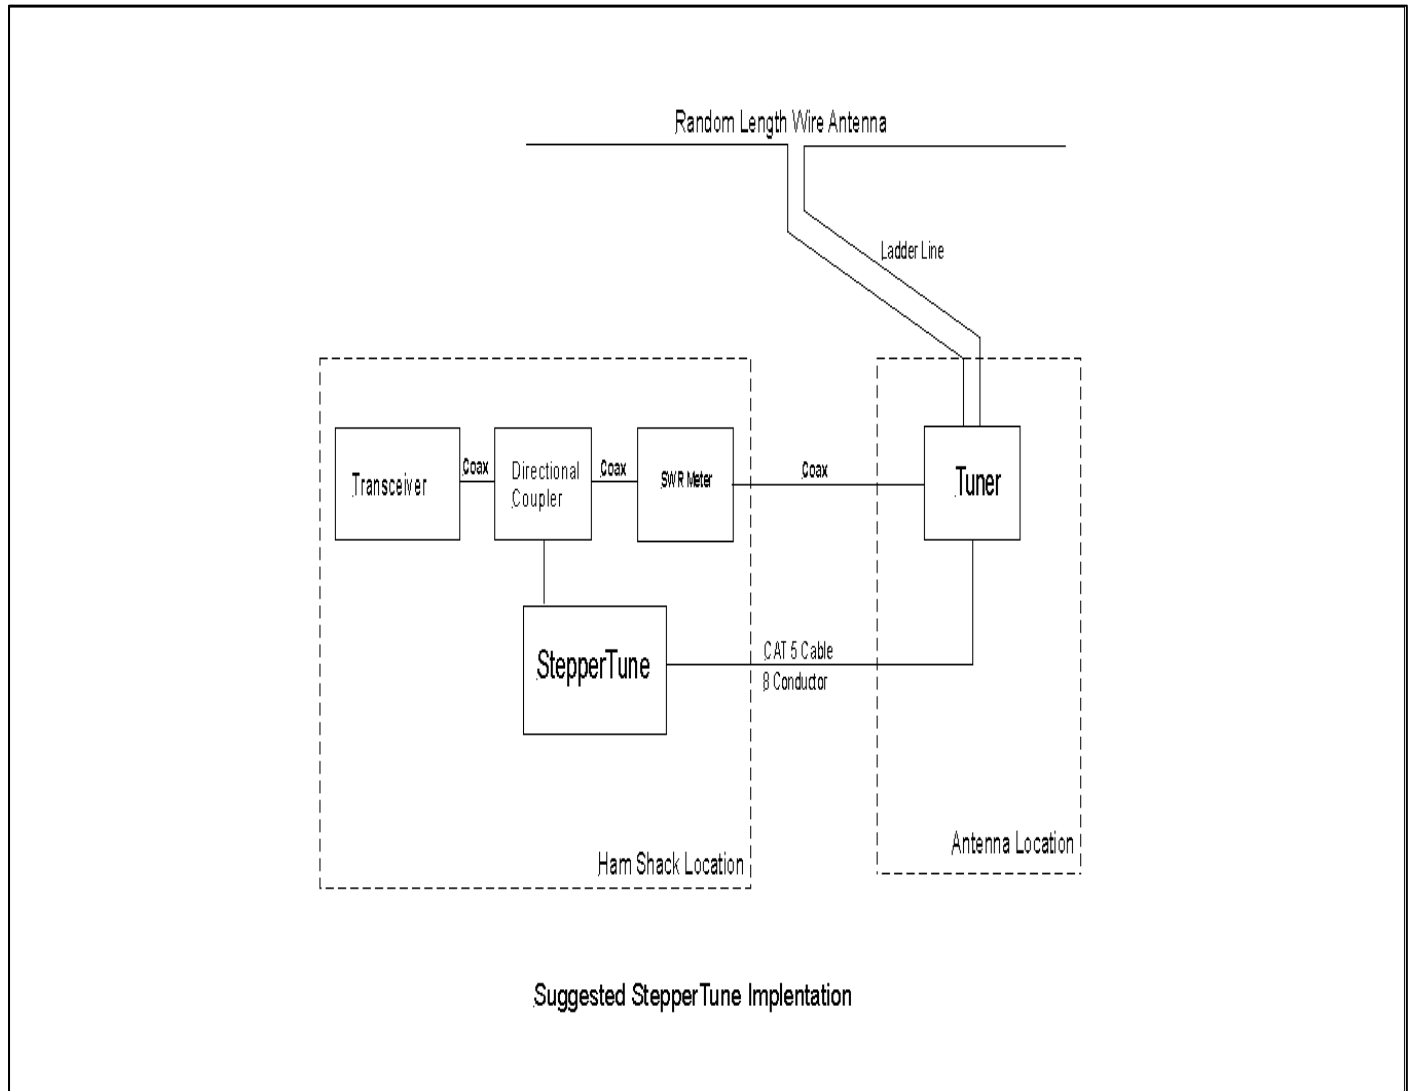 Random Length Wire Antenna
Ladder Line
Transceiver
Coax
Directional
Coupler
Coax
SWR Meter
Coax
Tuner
StepperTune
CAT 5 Cable
8 Conductor
Ham Shack Location
Antenna Location
Suggested StepperTune Implentation